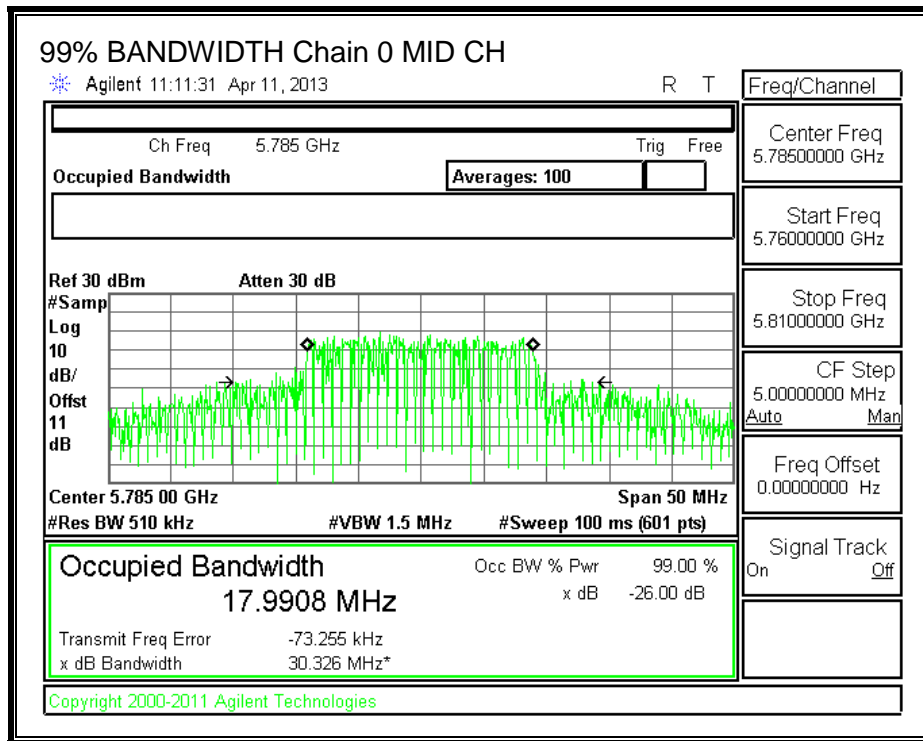 99% BANDWIDTH Chain 0 MID CH
Agilent 11:11:31 Apr 11, 2013 R T
Freq/Channel
Ch Freq 5.785 GHz Trig Free
Occupied Bandwidth Averages: 100
Center Freq
5.78500000 GHz
Start Freq
5.76000000 GHz
Stop Freq
5.81000000 GHz
CF Step
5.00000000 MHz
Auto Man
Freq Offset
0.00000000 Hz
Signal Track
On Off
Ref 30 dBm Atten 30 dB
#Samp
Log
10
dB/
Offst
11
dB
Center 5.785 00 GHz Span 50 MHz
#Res BW 510 kHz #VBW 1.5 MHz #Sweep 100 ms (601 pts)
Occupied Bandwidth Occ BW % Pwr 99.00 %
17.9908 MHz x dB -26.00 dB
Transmit Freq Error -73.255 kHz
x dB Bandwidth 30.326 MHz*
Copyright 2000-2011 Agilent Technologies